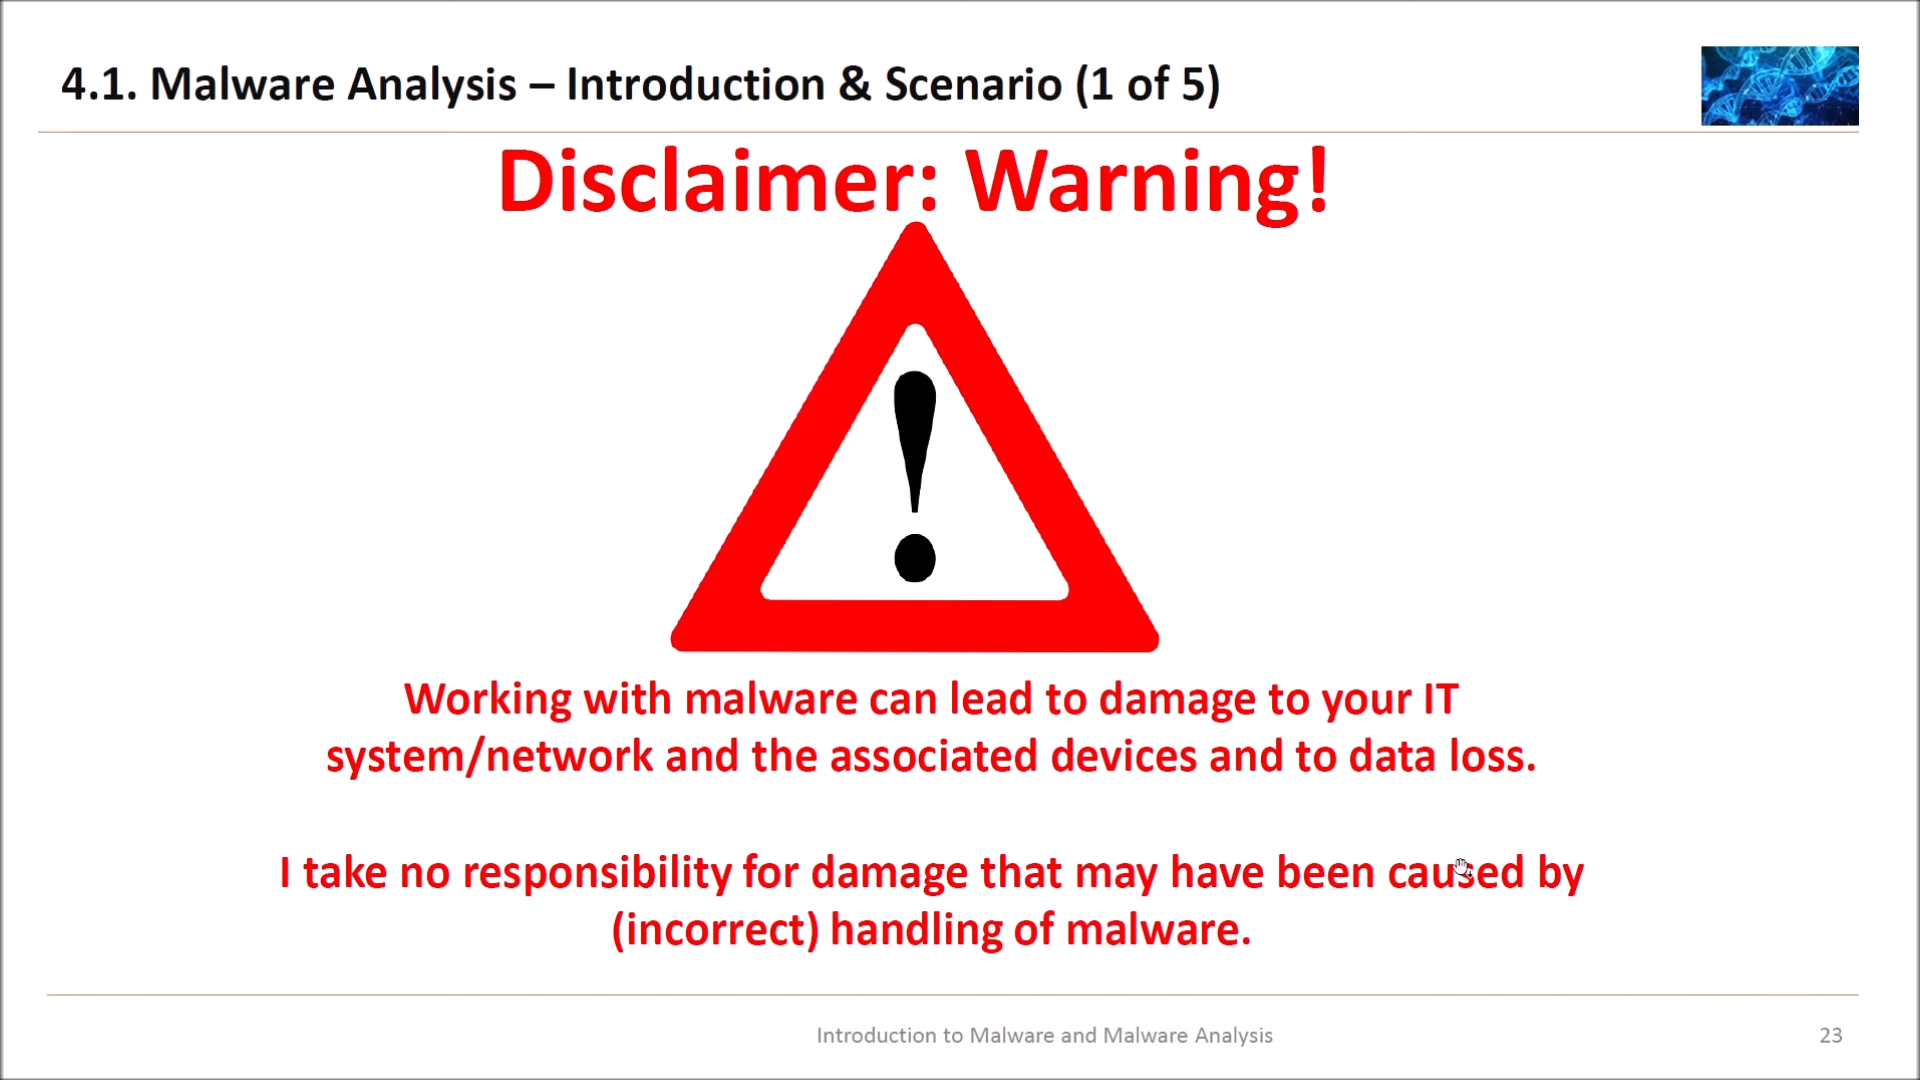 4.1. Malware Analysis – Introduction & Scenario (1 of 5)
Disclaimer: Warning!
!
Working with malware can lead to damage to your IT
system/network and the associated devices and to data loss.
I take no responsibility for damage that may have been caused by
(incorrect) handling of malware.
Introduction to Malware and Malware Analysis
23